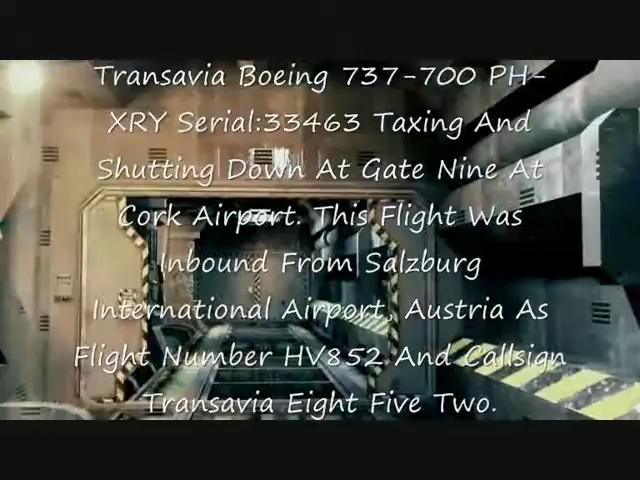 Transavia Boeing 737-700 PH-
XRY Serial:33463 Taxing And
Shutting Down At Gate Nine At
Cork Airport. This Flight Was
Inbound From Salzburg
International Airport, Austria As
Flight Number HV852 And Callsign
Transavia Eight Five Two.